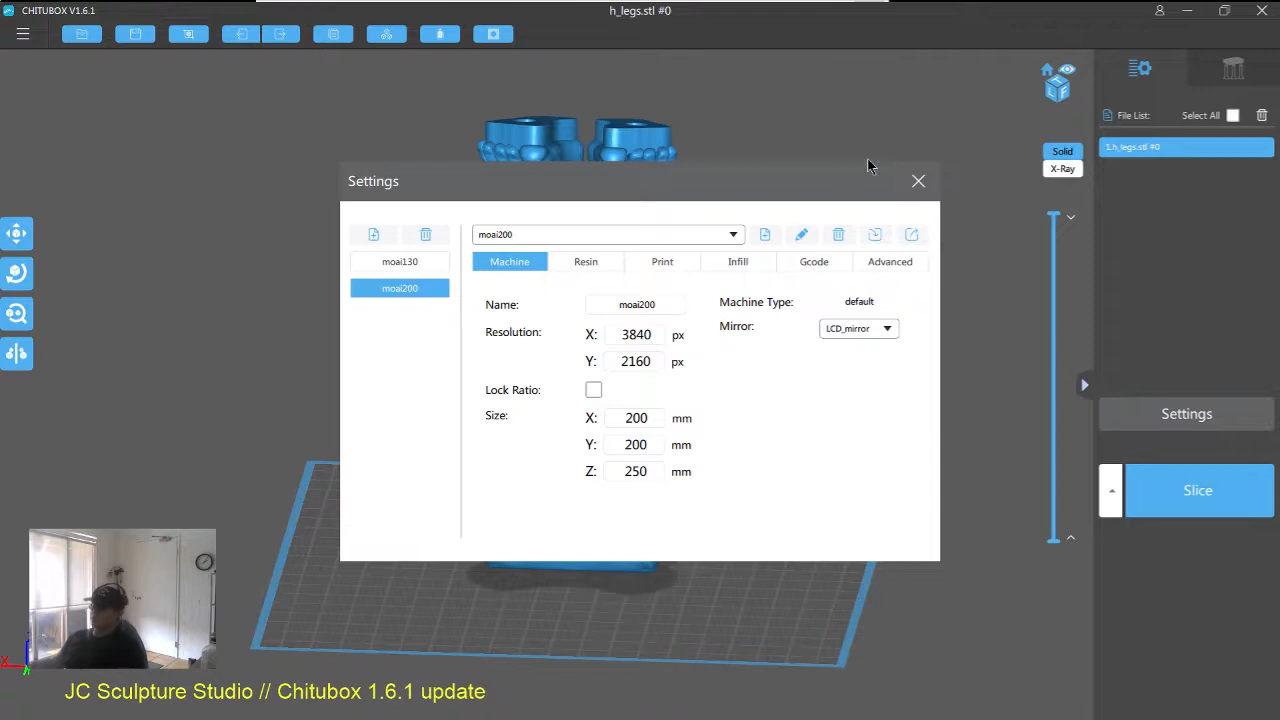 CHITUBOX V1.6.1
h_legs.stl #0
File List:
Select All
1.h_legs.stl #0
Solid
X-Ray
T
L F
Settings
moai130
moai200
moai200
Machine
Resin
Print
Infill
Gcode
Advanced
Name:
moai200
Machine Type:
default
Resolution:
X:
3840
px
Mirror:
LCD_mirror
Y:
2160
px
Lock Ratio:
Size:
X:
200
mm
Y:
200
mm
Z:
250
mm
Settings
Slice
X
Y
JC Sculpture Studio // Chitubox 1.6.1 update